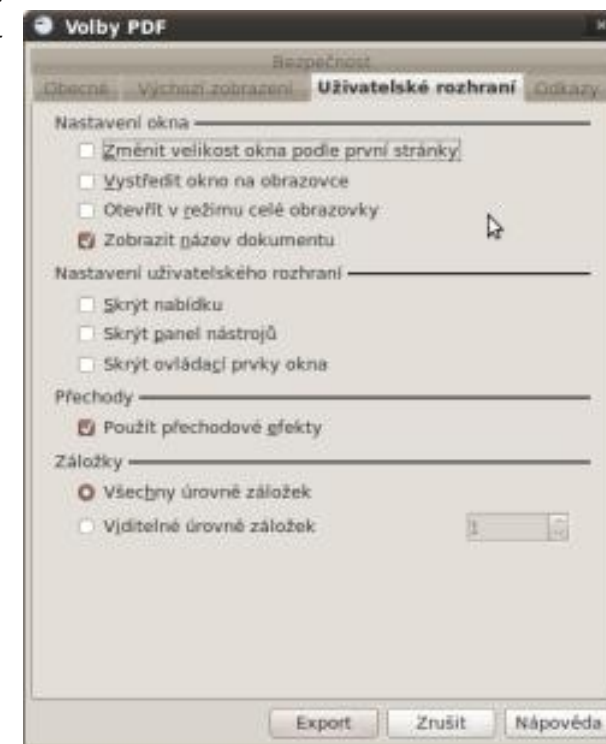 Volby PDF
Bezpečnost
Obecné Výchozí zobrazení Uživatelské rozhraní Odkazy
Nastavení okna
Změnit velikost okna podle první stránky
Vystředit okno na obrazovce
Otevřít v režimu celé obrazovky
Zobrazit název dokumentu
Nastavení uživatelského rozhraní
Skrýt nabídku
Skrýt panel nástrojů
Skrýt ovládací prvky okna
Přechody
Použít přechodové efekty
Záložky
Všechny úrovně záložek
Viditelné úrovně záložek 1
Export Zrušit Nápověda